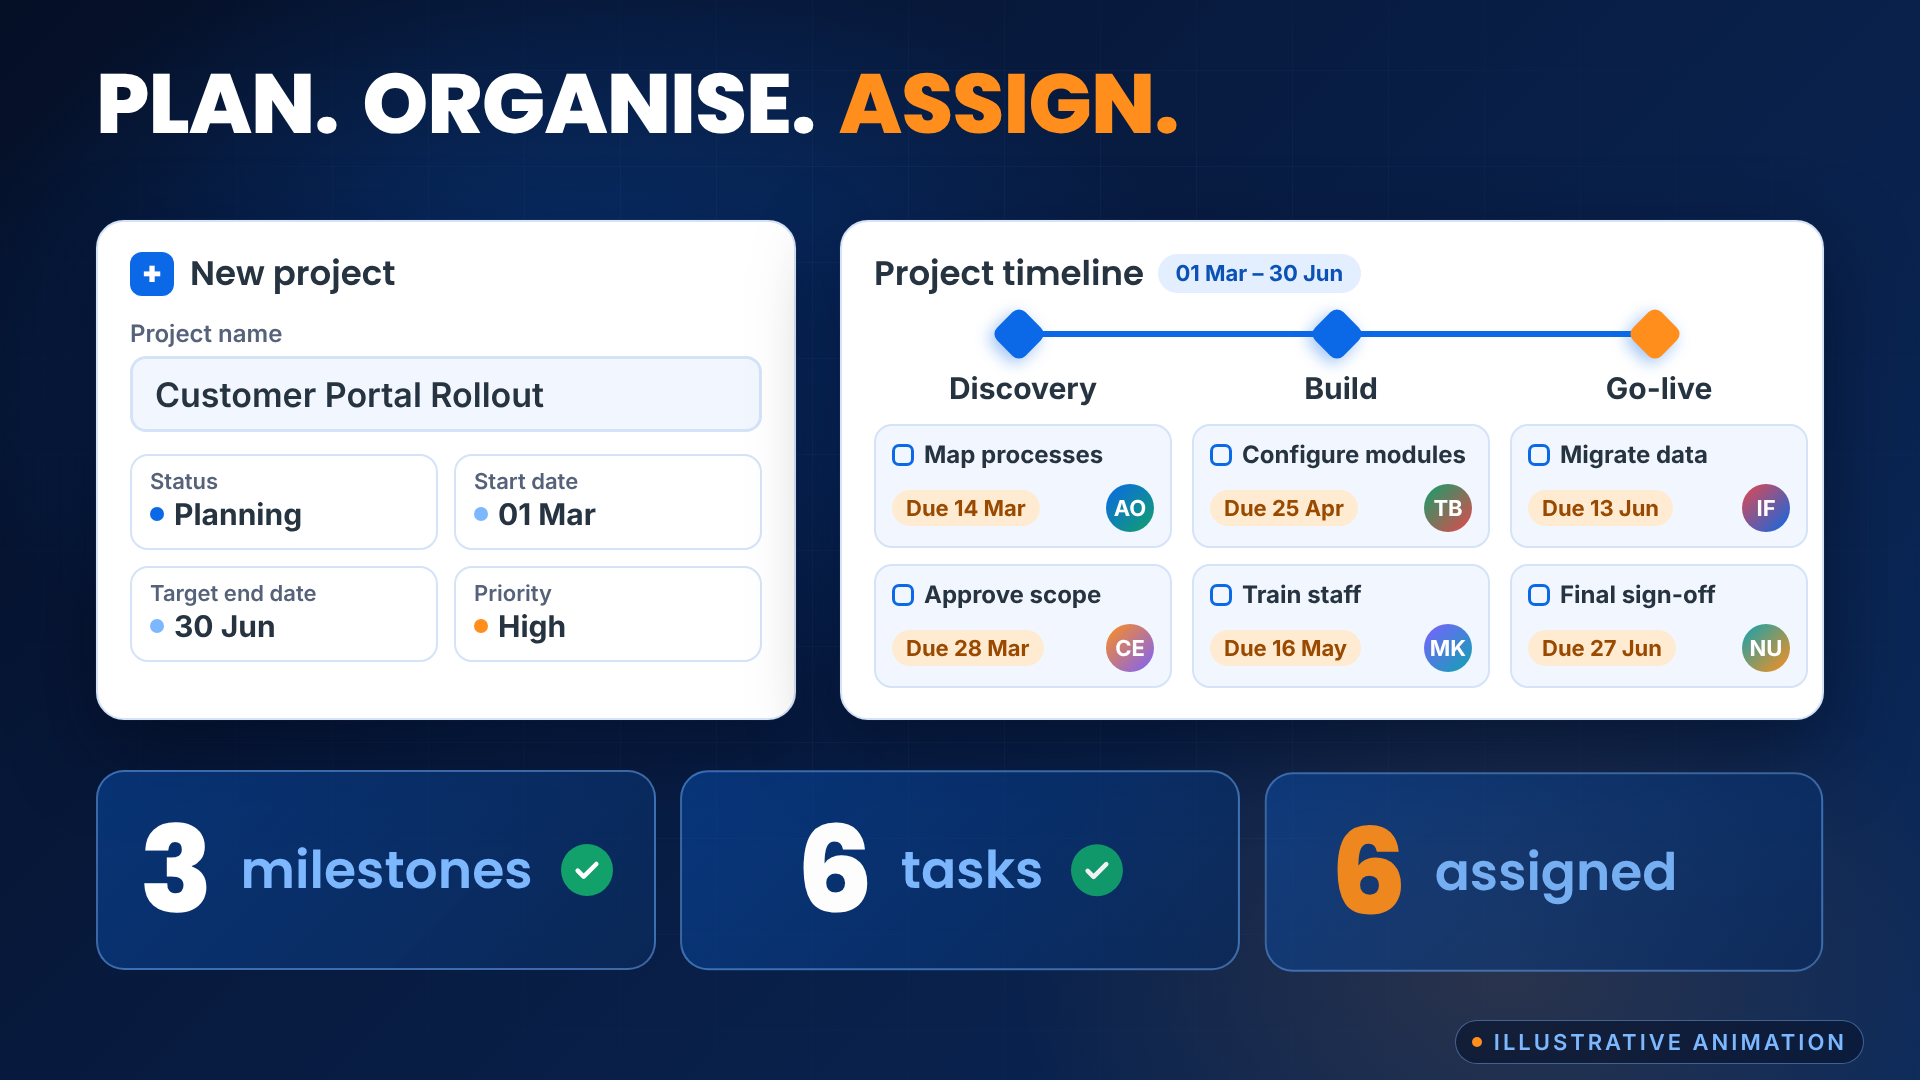 PLAN. ORGANISE. ASSIGN.
New project
Project name
Customer Portal Rollout
Status
Planning
Start date
01 Mar
Target end date
30 Jun
Priority
High
Project timeline
01 Mar – 30 Jun
Discovery
Build
Go-live
Map processes
Due 14 Mar
AO
Configure modules
Due 25 Apr
TB
Migrate data
Due 13 Jun
IF
Approve scope
Due 28 Mar
CE
Train staff
Due 16 May
MK
Final sign-off
Due 27 Jun
NU
3 milestones
6 tasks
6 assigned
ILLUSTRATIVE ANIMATION